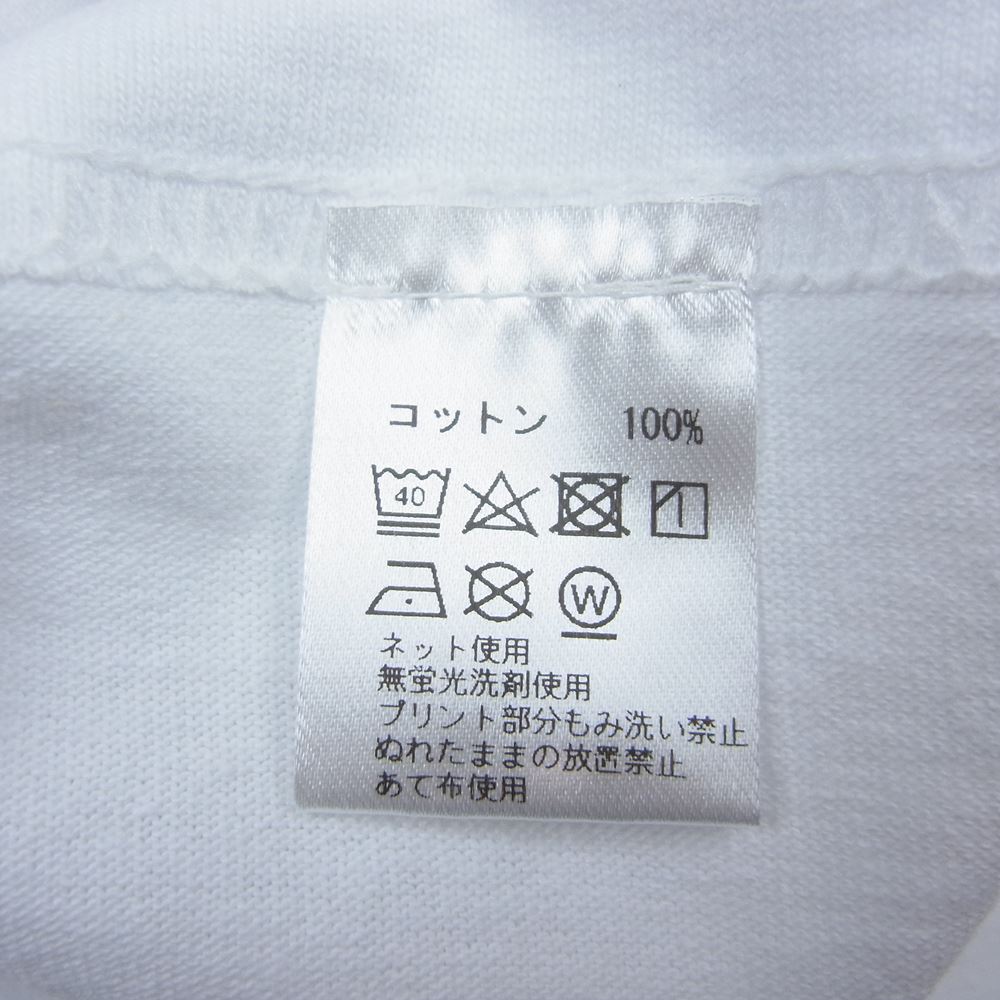 コットン 100%
40
W
ネット使用
無蛍光洗剤使用
プリント部分もみ洗い禁止
ぬれたままの放置禁止
あて布使用